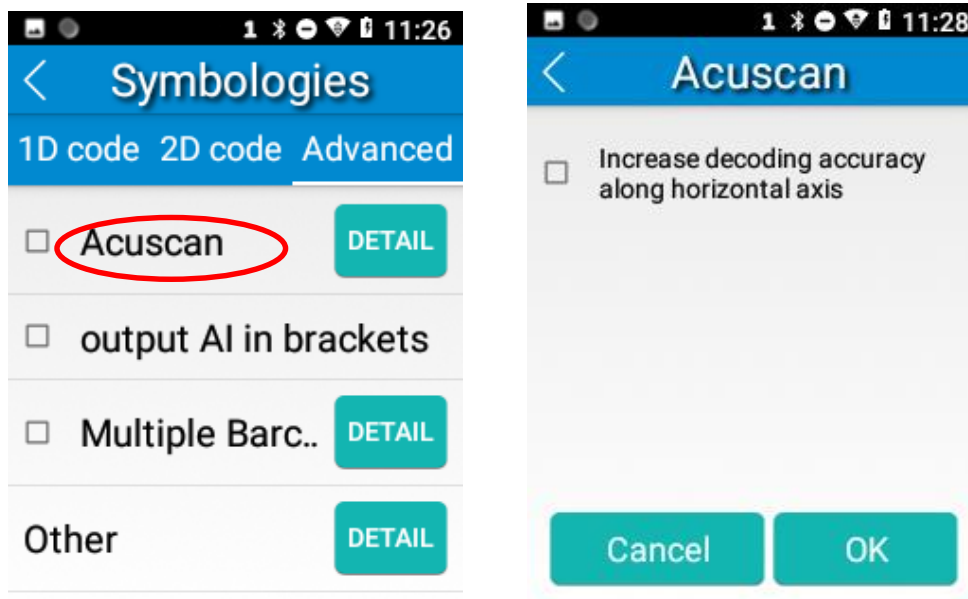 1 11:26
Symbologies
1D code 2D code Advanced
Acuscan DETAIL
output AI in brackets
Multiple Barc.. DETAIL
Other DETAIL
1 11:28
Acuscan
Increase decoding accuracy
along horizontal axis
Cancel OK